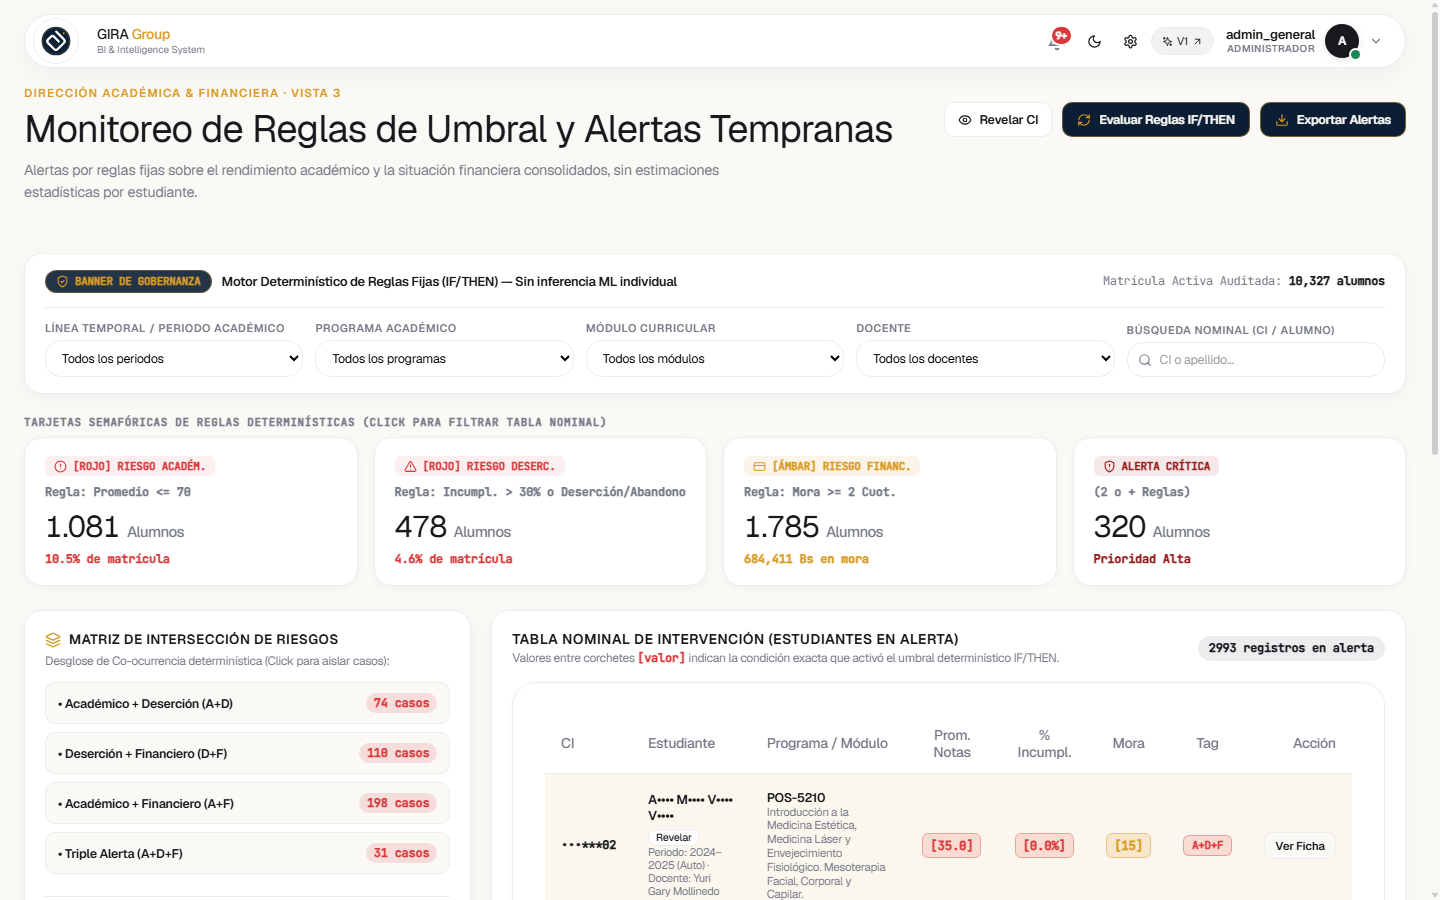 GIRA Group
BI & Intelligence System
9+
V1
admin_general
ADMINISTRADOR
A
DIRECCIÓN ACADÉMICA & FINANCIERA · VISTA 3
Monitoreo de Reglas de Umbral y Alertas Tempranas
Revelar CI
Evaluar Reglas IF/THEN
Exportar Alertas
Alertas por reglas fijas sobre el rendimiento académico y la situación financiera consolidados, sin estimaciones
estadísticas por estudiante.
BANNER DE GOBERNANZA
Motor Determinístico de Reglas Fijas (IF/THEN) — Sin inferencia ML individual
Matrícula Activa Auditada: 10,327 alumnos
LÍNEA TEMPORAL / PERIODO ACADÉMICO
PROGRAMA ACADÉMICO
MÓDULO CURRICULAR
DOCENTE
BÚSQUEDA NOMINAL (CI / ALUMNO)
Todos los periodos
Todos los programas
Todos los módulos
Todos los docentes
CI o apellido...
TARJETAS SEMAFÓRICAS DE REGLAS DETERMINÍSTICAS (CLICK PARA FILTRAR TABLA NOMINAL)
[ROJO] RIESGO ACADÉM.
Regla: Promedio <= 70
1.081 Alumnos
10.5% de matrícula
[ROJO] RIESGO DESERC.
Regla: Incumpl. > 30% o Deserción/Abandono
478 Alumnos
4.6% de matrícula
[ÁMBAR] RIESGO FINANC.
Regla: Mora >= 2 Cuot.
1.785 Alumnos
684,411 Bs en mora
ALERTA CRÍTICA
(2 o + Reglas)
320 Alumnos
Prioridad Alta
MATRIZ DE INTERSECCIÓN DE RIESGOS
Desglose de Co-ocurrencia determinística (Click para aislar casos):
• Académico + Deserción (A+D)
74 casos
• Deserción + Financiero (D+F)
110 casos
• Académico + Financiero (A+F)
198 casos
• Triple Alerta (A+D+F)
31 casos
TABLA NOMINAL DE INTERVENCIÓN (ESTUDIANTES EN ALERTA)
Valores entre corchetes [valor] indican la condición exacta que activó el umbral determinístico IF/THEN.
2993 registros en alerta
CI
Estudiante
Programa / Módulo
Prom. Notas
% Incumpl.
Mora
Tag
Acción
•••***02
A•••• M•••• V••••
V••••
Revelar
Periodo: 2024–
2025 (Auto) ·
Docente: Yuri
Gary Mollinedo
POS-5210
Introducción a la
Medicina Estética,
Medicina Láser y
Envejecimiento
Fisiológico. Mesoterapia
Facial, Corporal y
Capilar.
[35.0]
[0.0%]
[15]
A+D+F
Ver Ficha